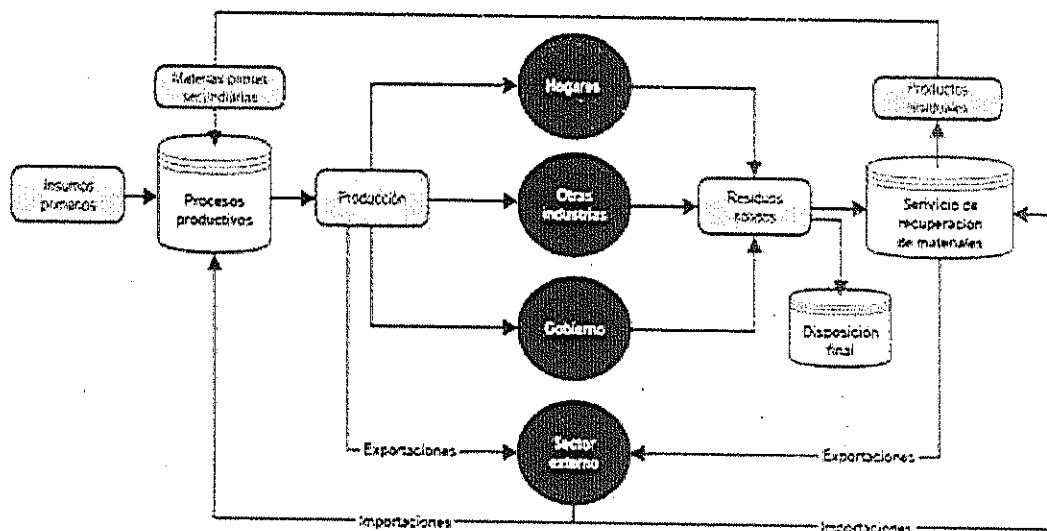 Materias primas
secundarias
Insumos
primarios
Procesos
productivos
Producción
Hogares
Otras
industrias
Gobierno
Sector
externo
Residuos
sólidos
Productos
residuales
Serivicio de
recuperación
de materiales
Disposición
final
Exportaciones
Exportaciones
Importaciones
Importaciones